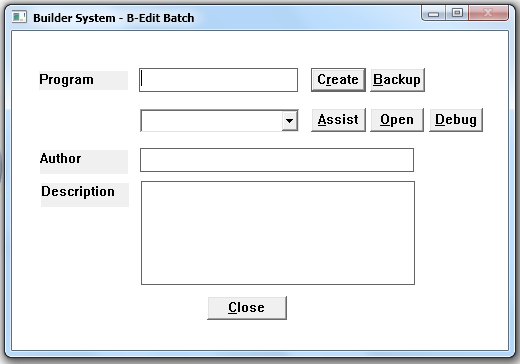 Builder System - B-Edit Batch
Program Create Backup
Assist Open Debug
Author
Description
Close